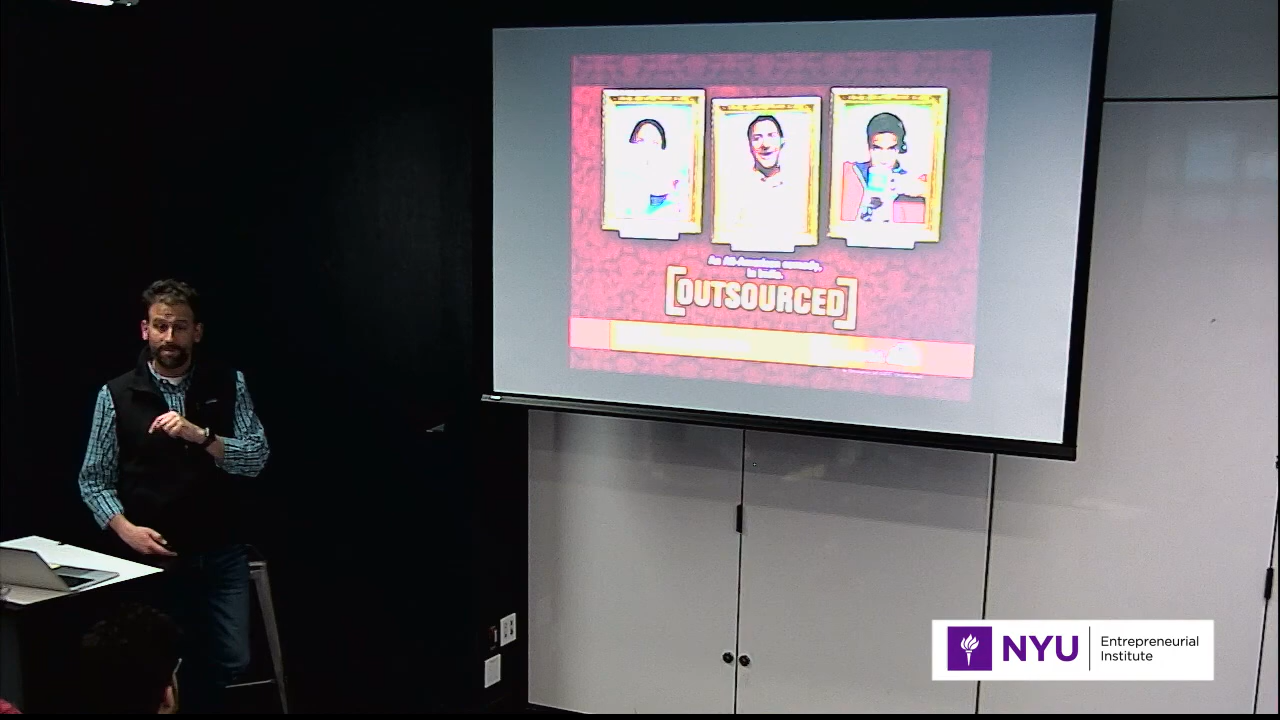 An All-American comedy,
in India.
[OUTSOURCED]
NYU
Entrepreneurial
Institute